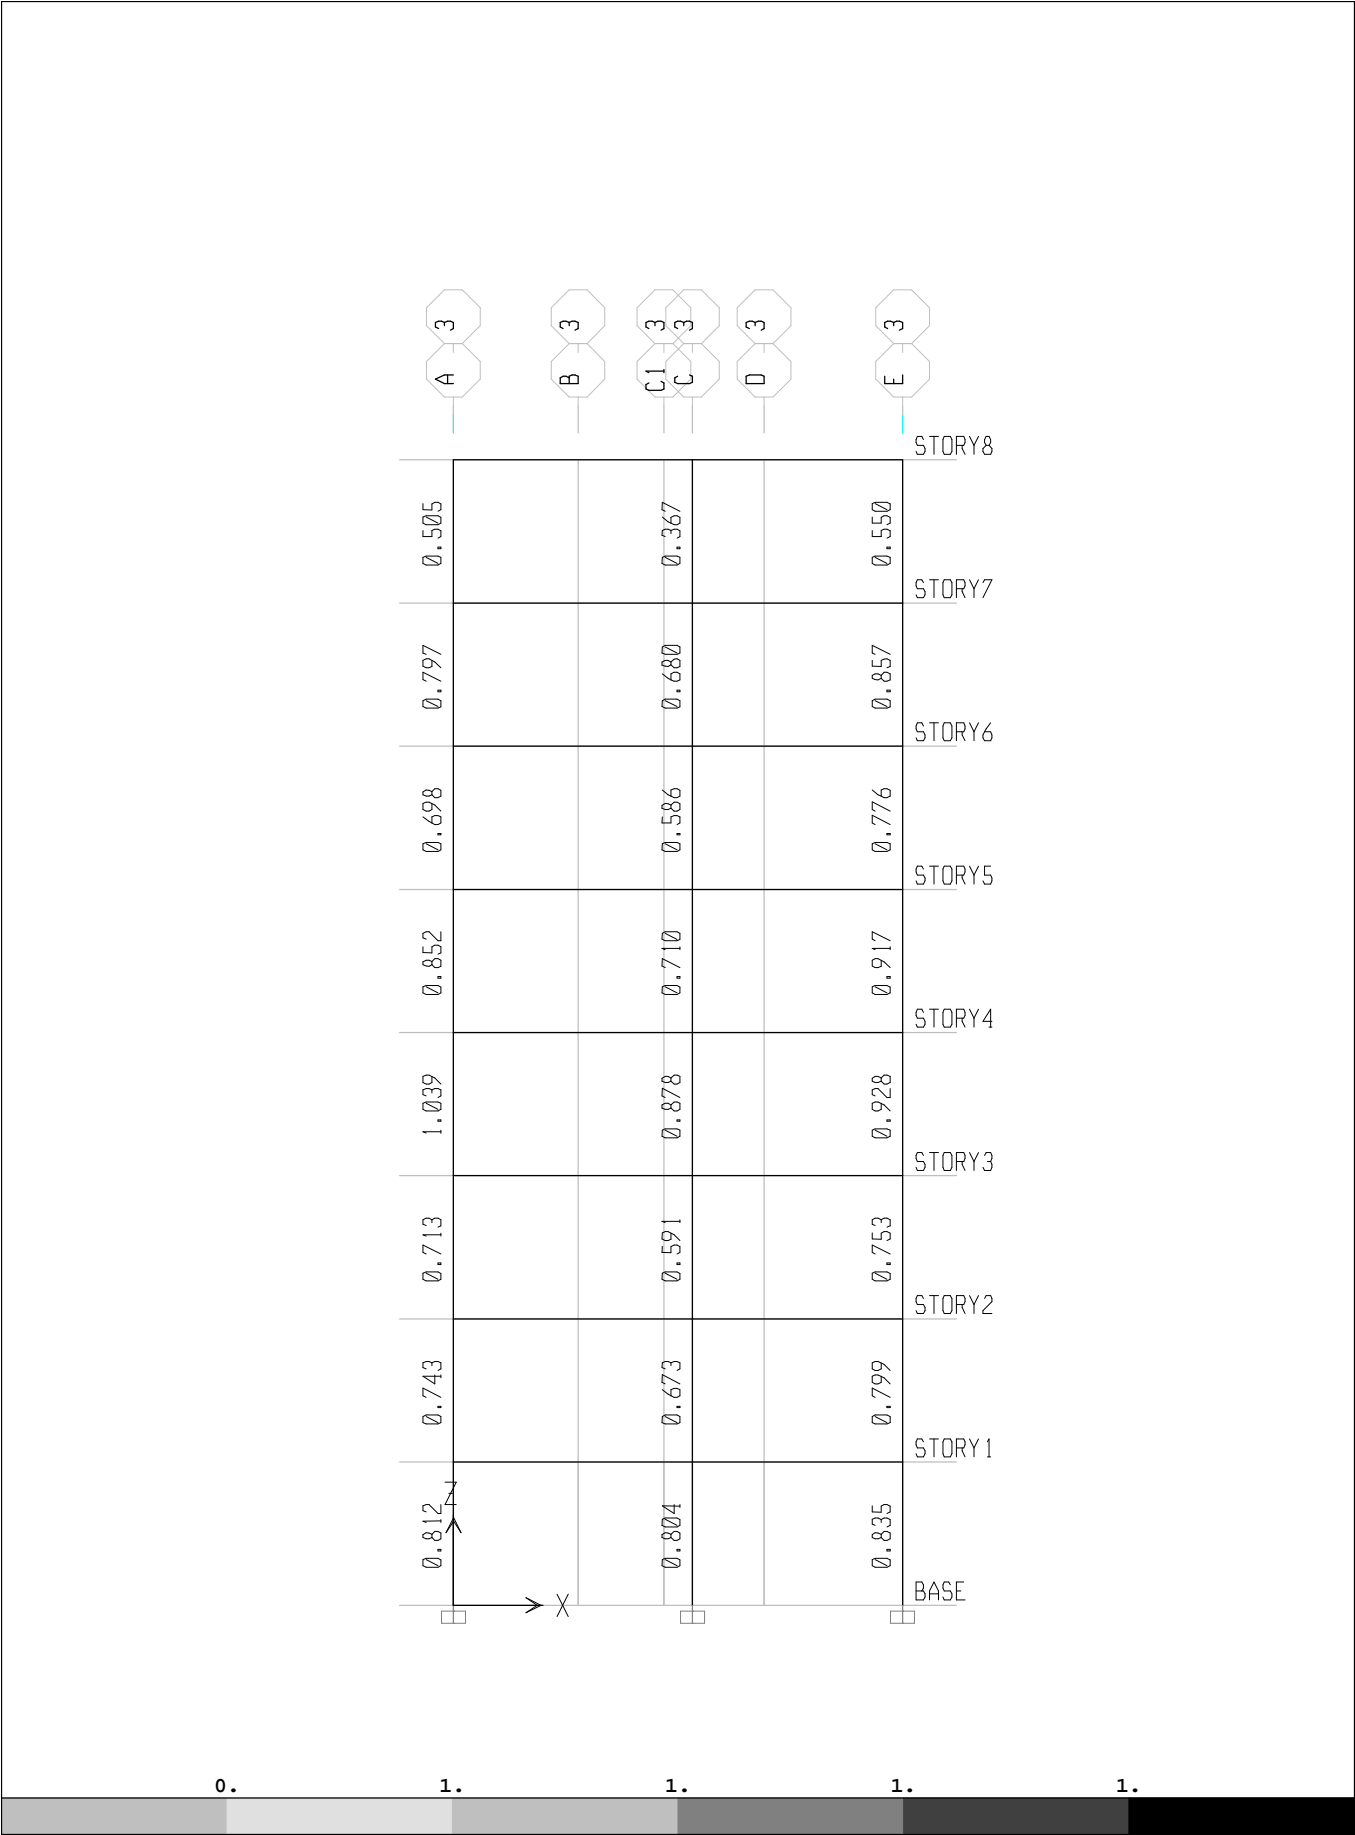 3 3 3 3 3 3
A B C1 C D E
STORY8
0.505 0.367 0.550
STORY7
0.797 0.680 0.857
STORY6
0.698 0.586 0.776
STORY5
0.852 0.710 0.917
STORY4
1.039 0.878 0.928
STORY3
0.713 0.591 0.753
STORY2
0.743 0.673 0.799
STORY1
Z
0.812 0.804 0.835
BASE
X
0. 1. 1. 1. 1.